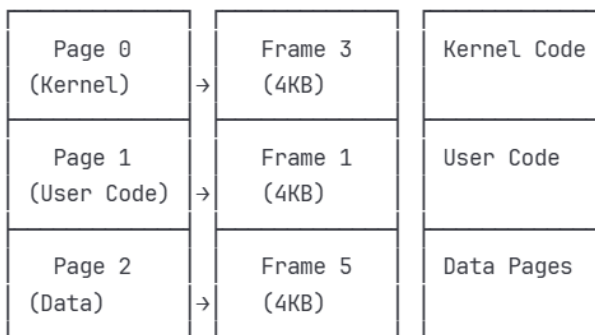 Page 0 Frame 3 Kernel Code
(Kernel) → (4KB)
Page 1 Frame 1 User Code
(User Code) → (4KB)
Page 2 Frame 5 Data Pages
(Data) → (4KB)